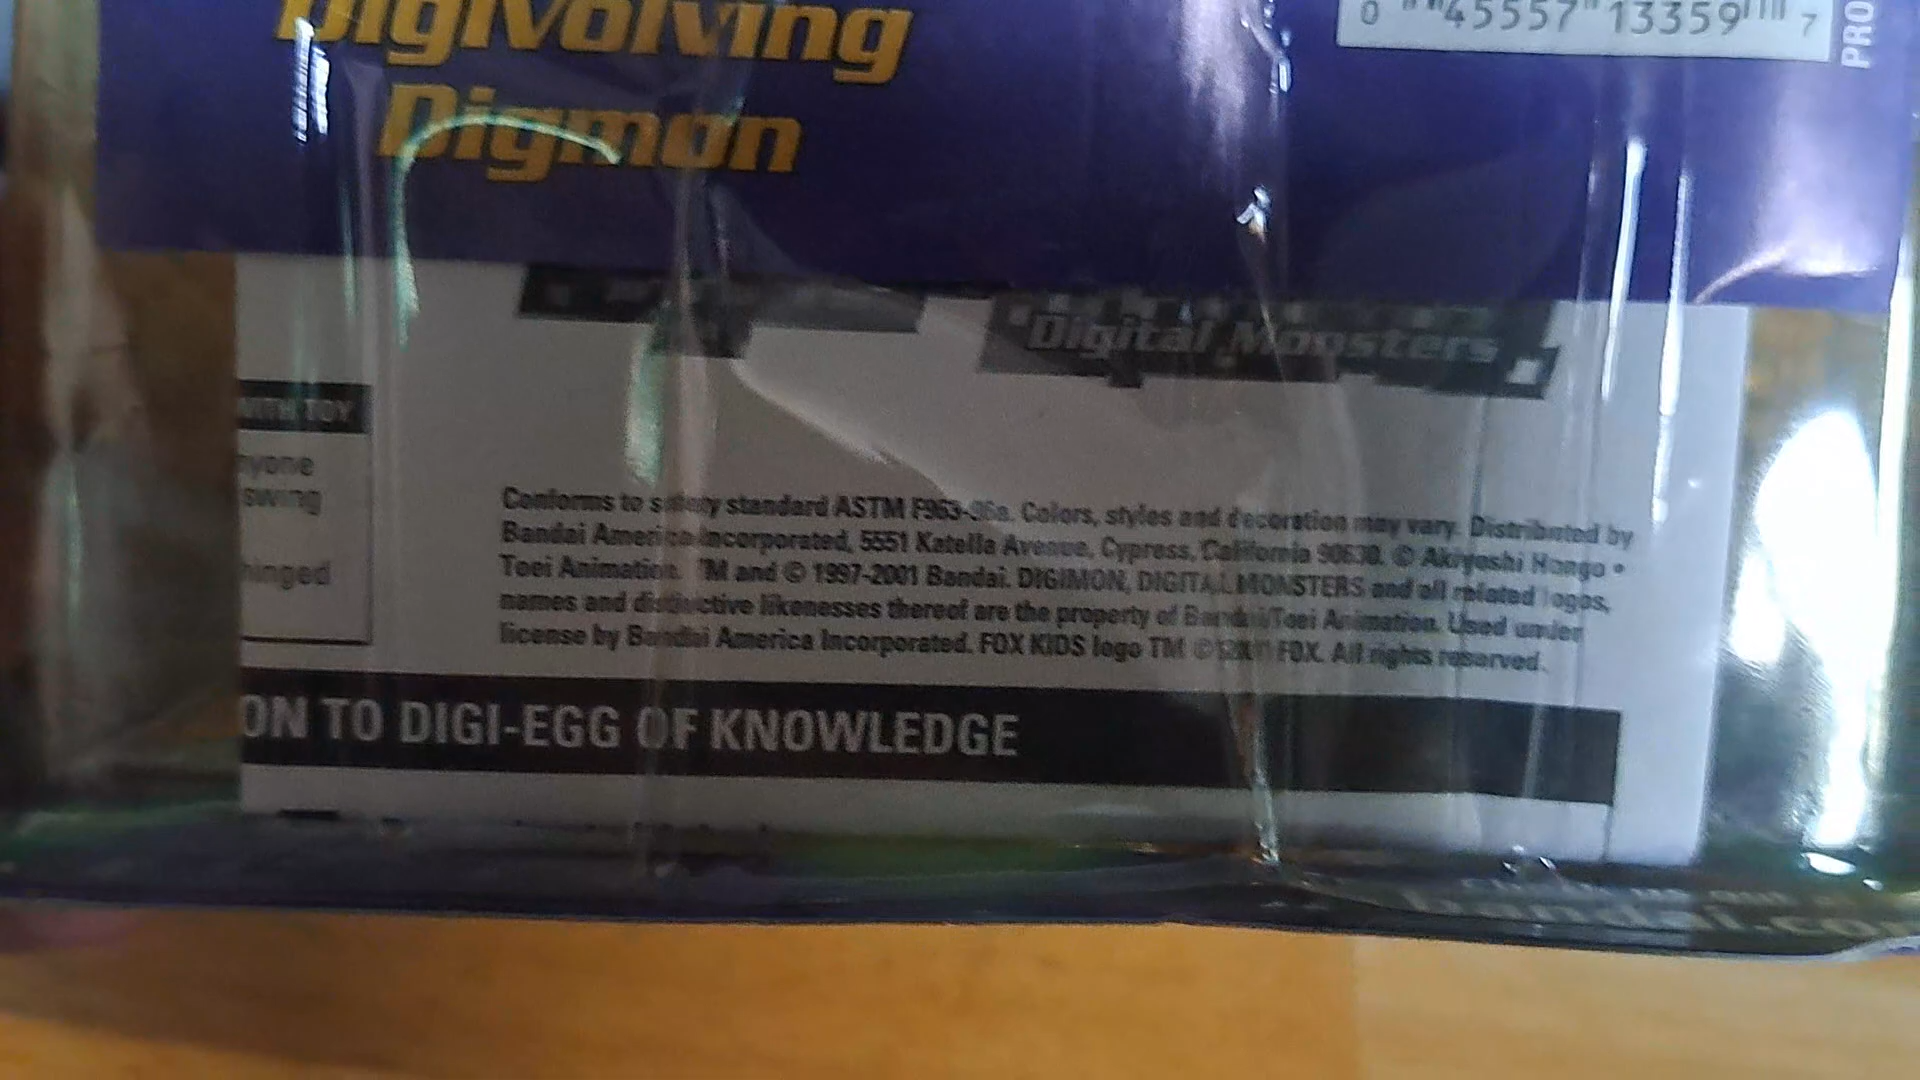 Digivolving
Digmon
0 45557 13359 7
PRO
Digital Monsters
WITH TOY
nyone
swing
hinged
Conforms to safety standard ASTM F963-96a. Colors, styles and decoration may vary. Distributed by
Bandai America Incorporated, 5551 Katella Avenue, Cypress, California 90630. © Akiyoshi Hongo •
Toei Animation. TM and © 1997-2001 Bandai. DIGIMON, DIGITAL MONSTERS and all related logos,
names and distinctive likenesses thereof are the property of Bandai/Toei Animation. Used under
license by Bandai America Incorporated. FOX KIDS logo TM © 2001 FOX. All rights reserved.
ON TO DIGI-EGG OF KNOWLEDGE
bandai.co